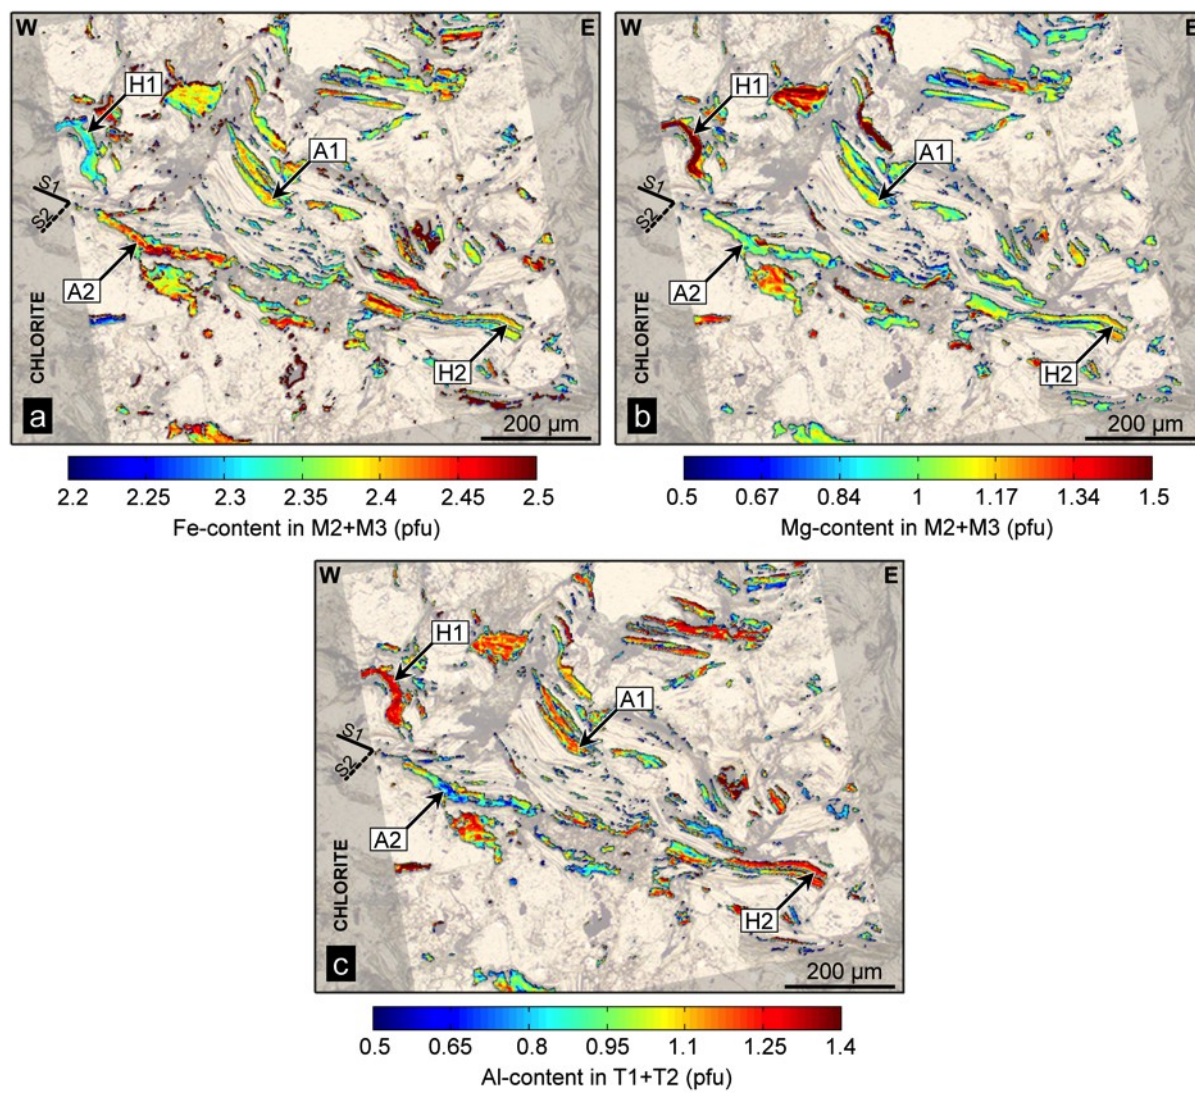 W E
H1
A1
S1
S2
A2
H2
CHLORITE
a
200 µm
2.2 2.25 2.3 2.35 2.4 2.45 2.5
Fe-content in M2+M3 (pfu)
W E
H1
A1
S1
S2
A2
H2
CHLORITE
b
200 µm
0.5 0.67 0.84 1 1.17 1.34 1.5
Mg-content in M2+M3 (pfu)
W E
H1
A1
S1
S2
A2
H2
CHLORITE
c
200 µm
0.5 0.65 0.8 0.95 1.1 1.25 1.4
Al-content in T1+T2 (pfu)